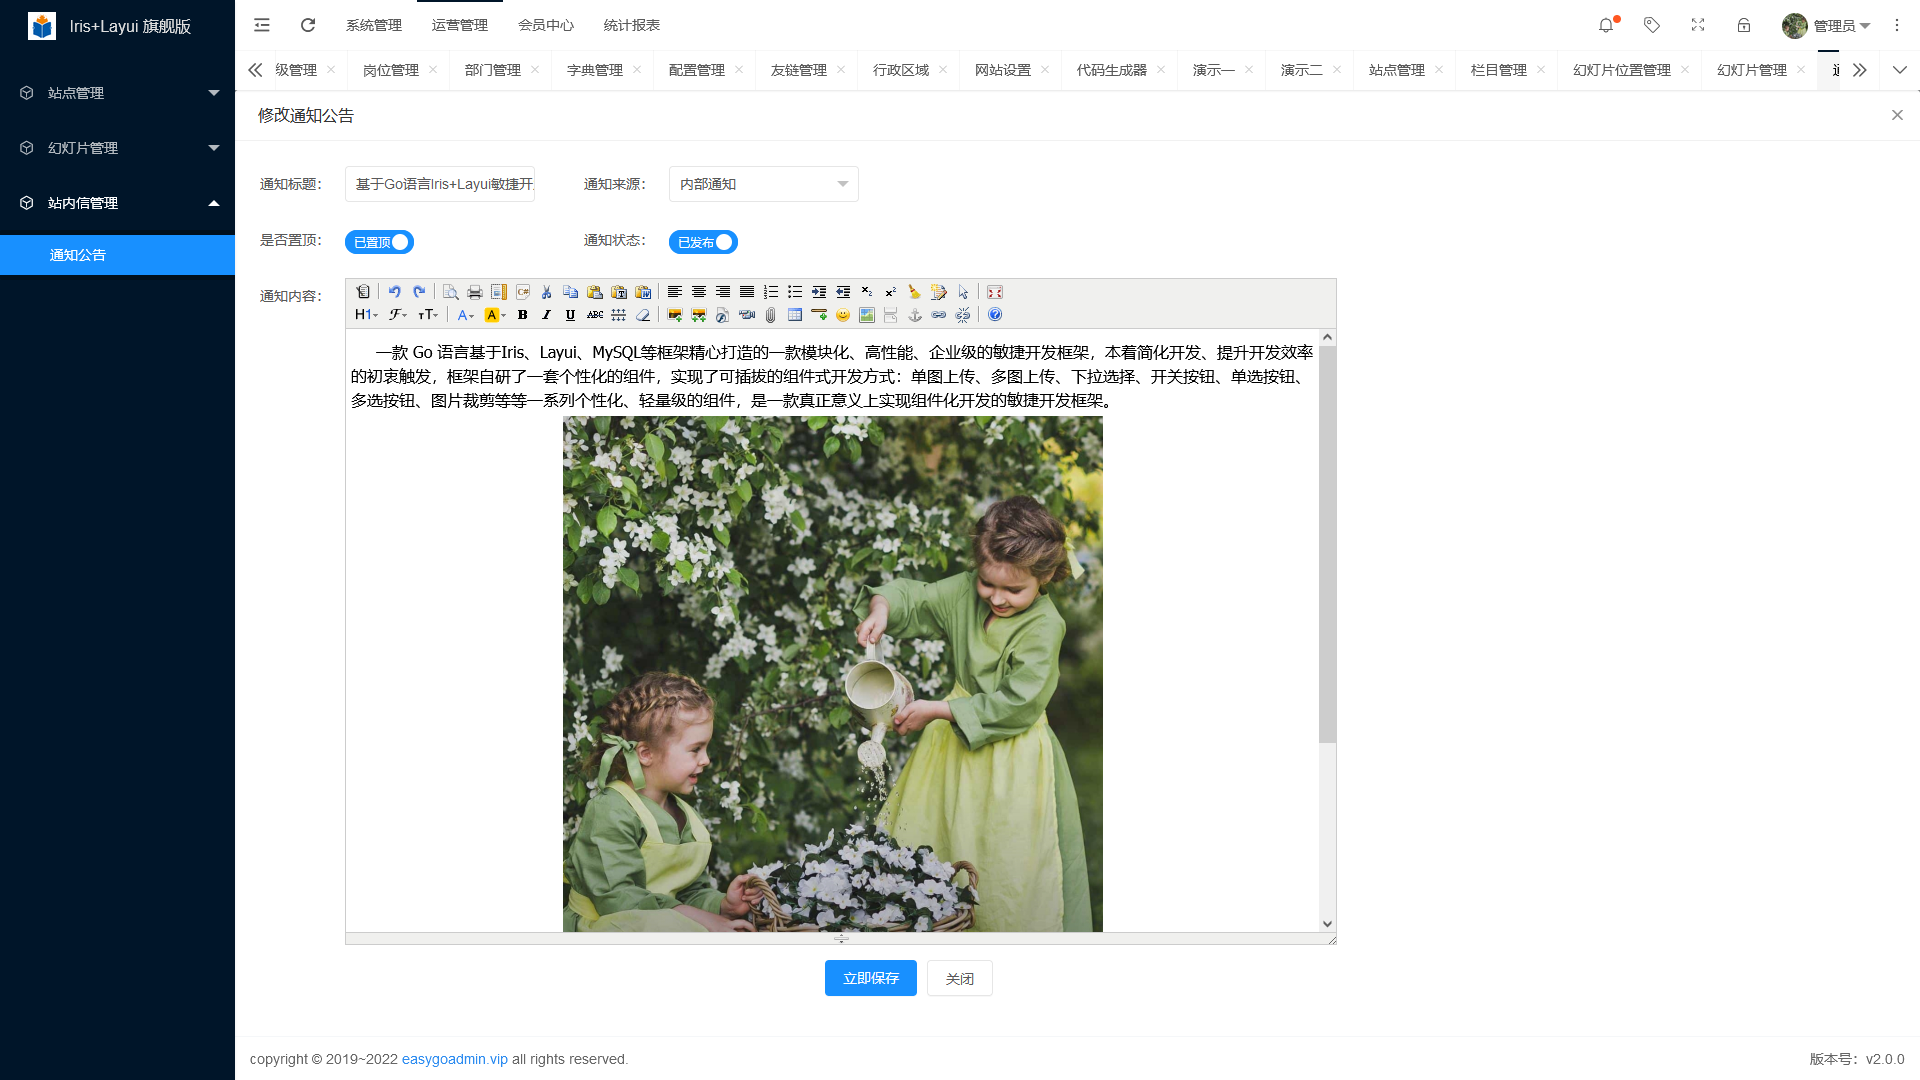 Iris+Layui 旗舰版
系统管理
运营管理
会员中心
统计报表
管理员
级管理
岗位管理
部门管理
字典管理
配置管理
友链管理
行政区域
网站设置
代码生成器
演示一
演示二
站点管理
栏目管理
幻灯片位置管理
幻灯片管理
站点管理
幻灯片管理
站内信管理
通知公告
修改通知公告
通知标题：
基于Go语言Iris+Layui敏捷开
通知来源：
内部通知
是否置顶：
已置顶
通知状态：
已发布
通知内容：
H1
一款 Go 语言基于Iris、Layui、MySQL等框架精心打造的一款模块化、高性能、企业级的敏捷开发框架，本着简化开发、提升开发效率
的初衷触发，框架自研了一套个性化的组件，实现了可插拔的组件式开发方式：单图上传、多图上传、下拉选择、开关按钮、单选按钮、
多选按钮、图片裁剪等等一系列个性化、轻量级的组件，是一款真正意义上实现组件化开发的敏捷开发框架。
立即保存
关闭
copyright © 2019~2022 easygoadmin.vip all rights reserved.
版本号：v2.0.0